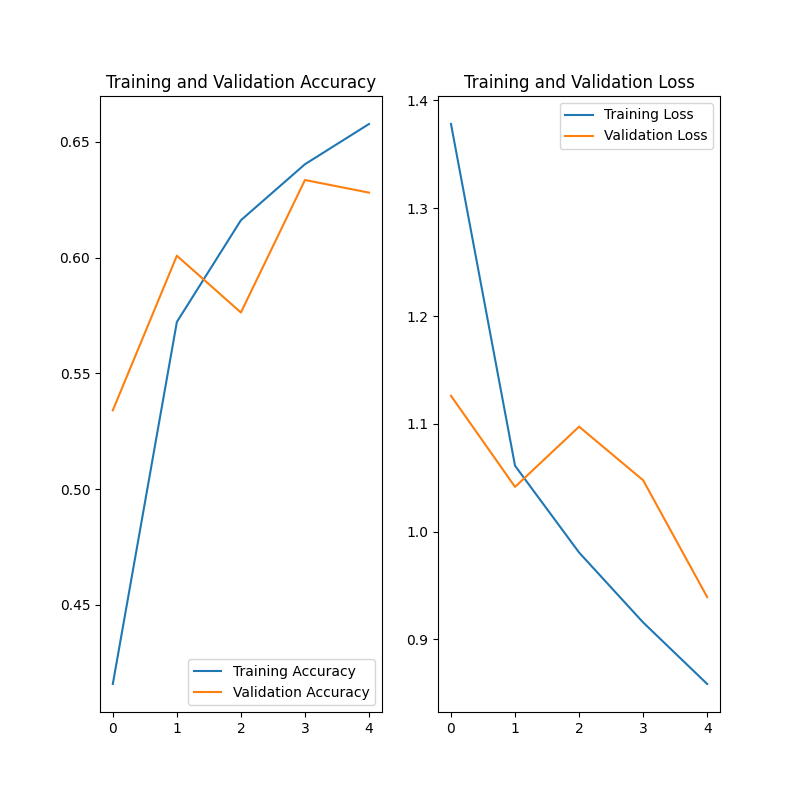 Training and Validation Accuracy
0.65
0.60
0.55
0.50
0.45
0 1 2 3 4
Training Accuracy
Validation Accuracy
Training and Validation Loss
1.4
1.3
1.2
1.1
1.0
0.9
0 1 2 3 4
Training Loss
Validation Loss